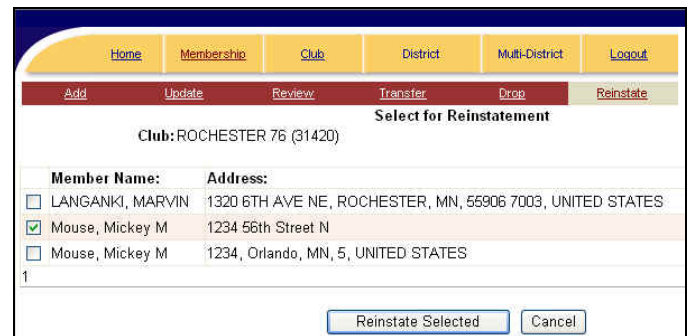 Home Membership Club District Multi-District Logout
Add Update Review Transfer Drop Reinstate
Select for Reinstatement
Club: ROCHESTER 76 (31420)
Member Name: Address:
LANGANKI, MARVIN 1320 6TH AVE NE, ROCHESTER, MN, 55906 7003, UNITED STATES
Mouse, Mickey M 1234 56th Street N
Mouse, Mickey M 1234, Orlando, MN, 5, UNITED STATES
1
Reinstate Selected Cancel